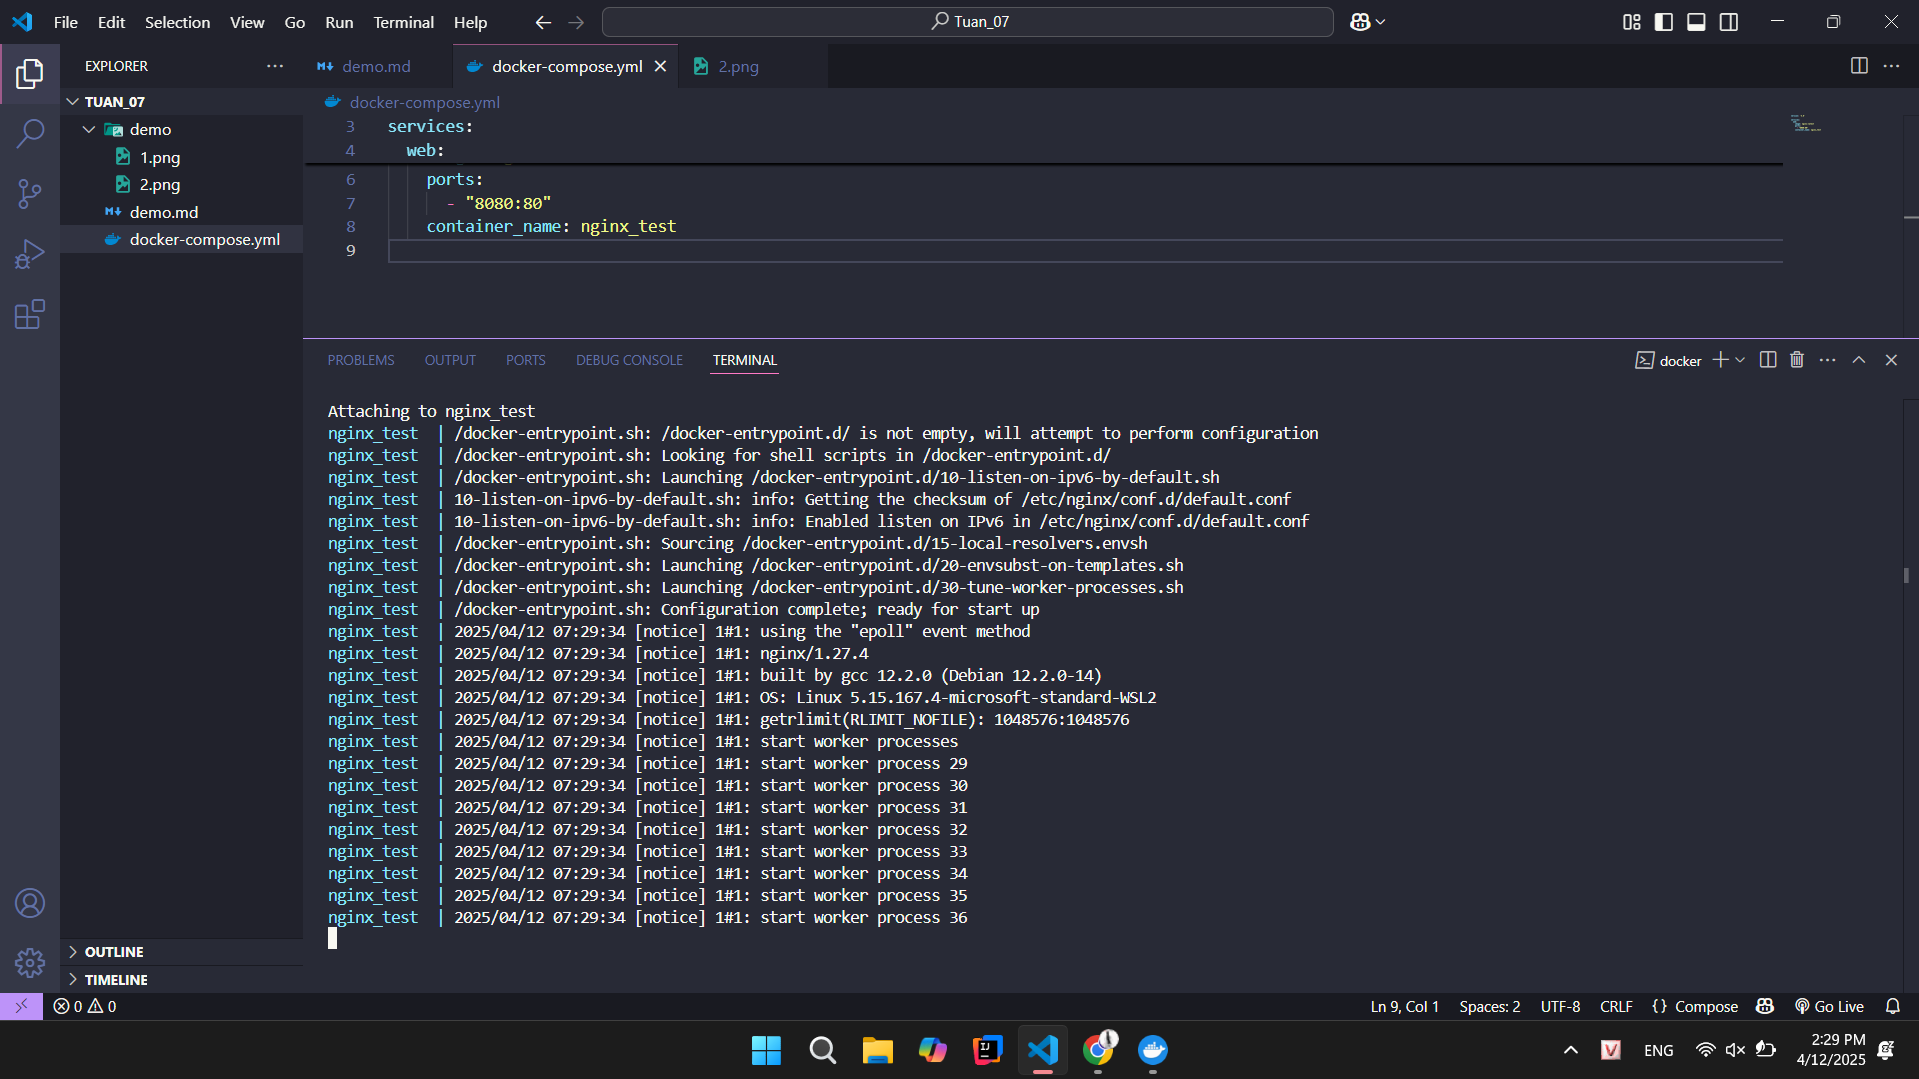 File Edit Selection View Go Run Terminal Help
Tuan_07
EXPLORER
demo.md
docker-compose.yml
2.png
TUAN_07
demo
1.png
2.png
demo.md
docker-compose.yml
OUTLINE
TIMELINE
docker-compose.yml
3 services:
4 web:
6 ports:
7 - "8080:80"
8 container_name: nginx_test
9
PROBLEMS OUTPUT PORTS DEBUG CONSOLE TERMINAL
docker
Attaching to nginx_test
nginx_test | /docker-entrypoint.sh: /docker-entrypoint.d/ is not empty, will attempt to perform configuration
nginx_test | /docker-entrypoint.sh: Looking for shell scripts in /docker-entrypoint.d/
nginx_test | /docker-entrypoint.sh: Launching /docker-entrypoint.d/10-listen-on-ipv6-by-default.sh
nginx_test | 10-listen-on-ipv6-by-default.sh: info: Getting the checksum of /etc/nginx/conf.d/default.conf
nginx_test | 10-listen-on-ipv6-by-default.sh: info: Enabled listen on IPv6 in /etc/nginx/conf.d/default.conf
nginx_test | /docker-entrypoint.sh: Sourcing /docker-entrypoint.d/15-local-resolvers.envsh
nginx_test | /docker-entrypoint.sh: Launching /docker-entrypoint.d/20-envsubst-on-templates.sh
nginx_test | /docker-entrypoint.sh: Launching /docker-entrypoint.d/30-tune-worker-processes.sh
nginx_test | /docker-entrypoint.sh: Configuration complete; ready for start up
nginx_test | 2025/04/12 07:29:34 [notice] 1#1: using the "epoll" event method
nginx_test | 2025/04/12 07:29:34 [notice] 1#1: nginx/1.27.4
nginx_test | 2025/04/12 07:29:34 [notice] 1#1: built by gcc 12.2.0 (Debian 12.2.0-14)
nginx_test | 2025/04/12 07:29:34 [notice] 1#1: OS: Linux 5.15.167.4-microsoft-standard-WSL2
nginx_test | 2025/04/12 07:29:34 [notice] 1#1: getrlimit(RLIMIT_NOFILE): 1048576:1048576
nginx_test | 2025/04/12 07:29:34 [notice] 1#1: start worker processes
nginx_test | 2025/04/12 07:29:34 [notice] 1#1: start worker process 29
nginx_test | 2025/04/12 07:29:34 [notice] 1#1: start worker process 30
nginx_test | 2025/04/12 07:29:34 [notice] 1#1: start worker process 31
nginx_test | 2025/04/12 07:29:34 [notice] 1#1: start worker process 32
nginx_test | 2025/04/12 07:29:34 [notice] 1#1: start worker process 33
nginx_test | 2025/04/12 07:29:34 [notice] 1#1: start worker process 34
nginx_test | 2025/04/12 07:29:34 [notice] 1#1: start worker process 35
nginx_test | 2025/04/12 07:29:34 [notice] 1#1: start worker process 36
0 0
Ln 9, Col 1 Spaces: 2 UTF-8 CRLF {} Compose Go Live
ENG
2:29 PM
4/12/2025